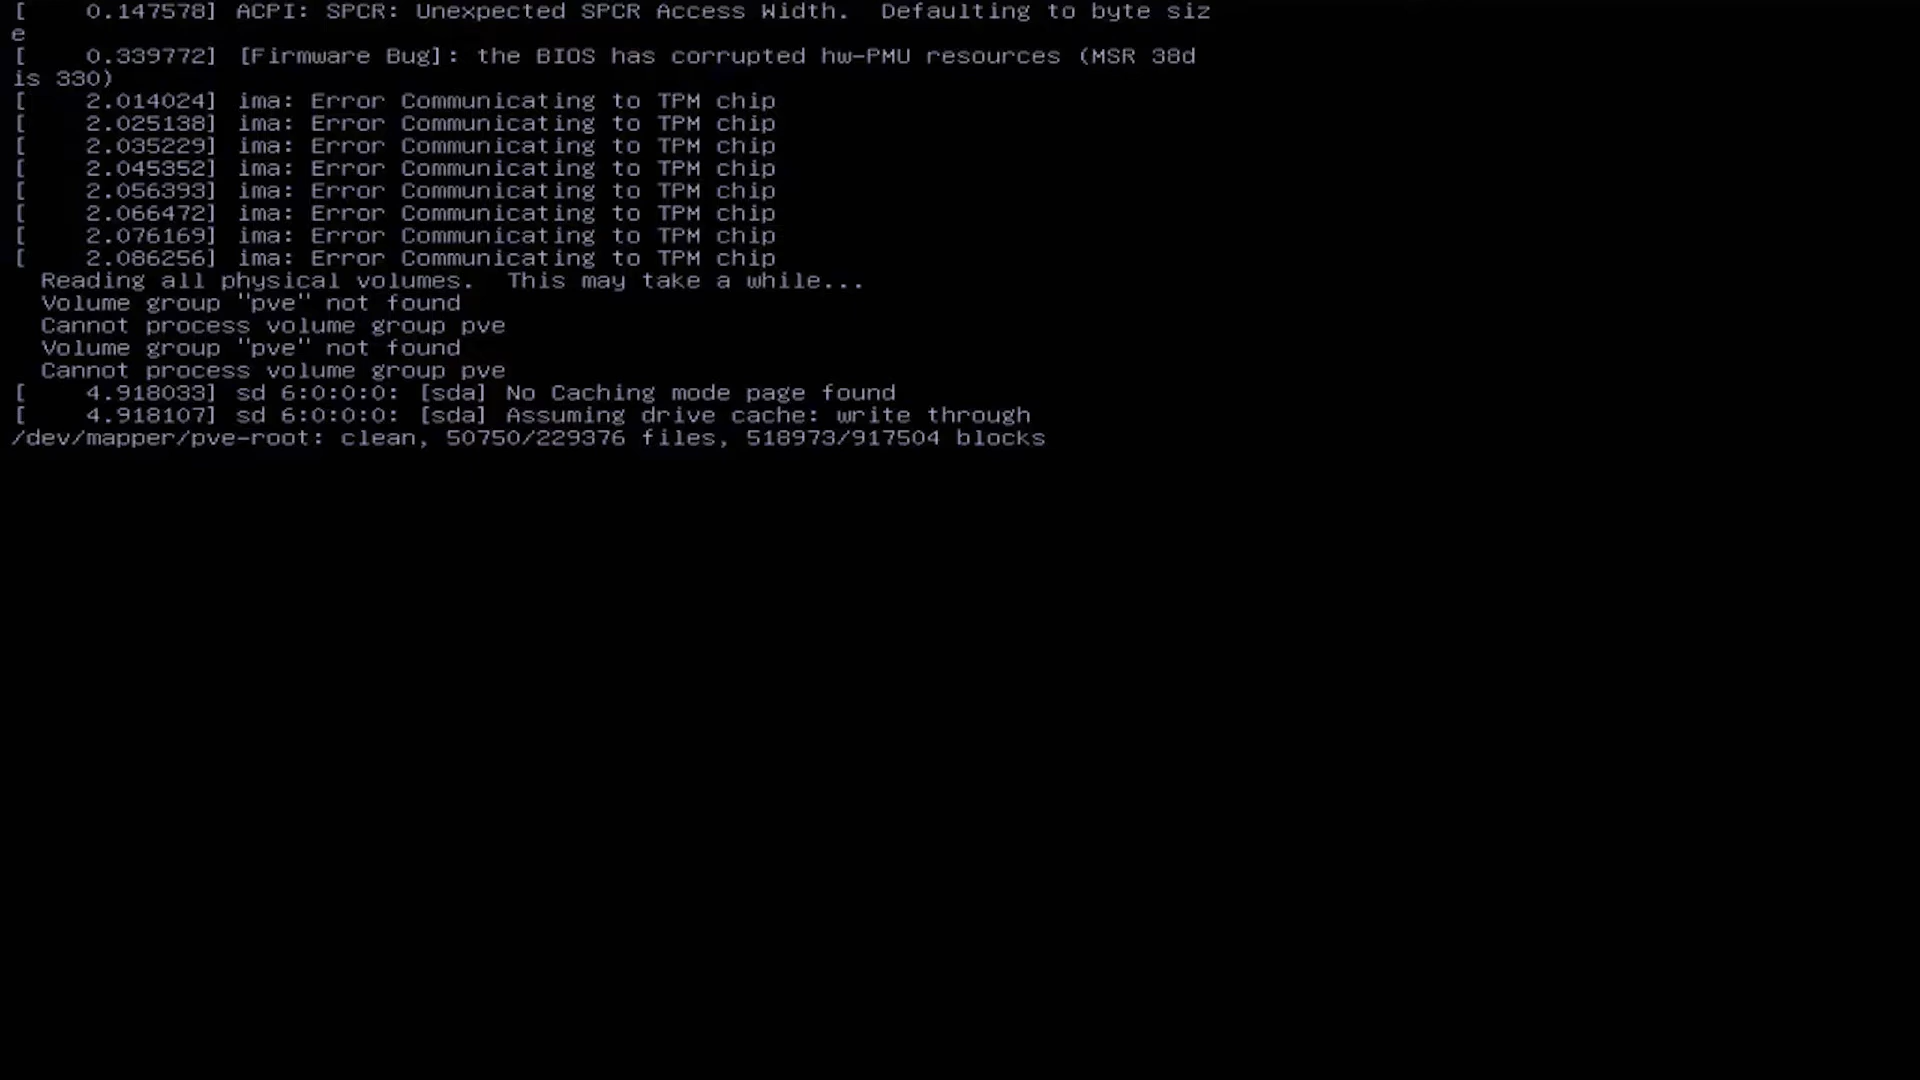 [    0.147578] ACPI: SPCR: Unexpected SPCR Access Width.  Defaulting to byte siz
e
[    0.339772] [Firmware Bug]: the BIOS has corrupted hw-PMU resources (MSR 38d
is 330)
[    2.014024] ima: Error Communicating to TPM chip
[    2.025138] ima: Error Communicating to TPM chip
[    2.035229] ima: Error Communicating to TPM chip
[    2.045352] ima: Error Communicating to TPM chip
[    2.056393] ima: Error Communicating to TPM chip
[    2.066472] ima: Error Communicating to TPM chip
[    2.076169] ima: Error Communicating to TPM chip
[    2.086256] ima: Error Communicating to TPM chip
  Reading all physical volumes.  This may take a while...
  Volume group "pve" not found
  Cannot process volume group pve
  Volume group "pve" not found
  Cannot process volume group pve
[    4.918033] sd 6:0:0:0: [sda] No Caching mode page found
[    4.918107] sd 6:0:0:0: [sda] Assuming drive cache: write through
/dev/mapper/pve-root: clean, 50750/229376 files, 518973/917504 blocks